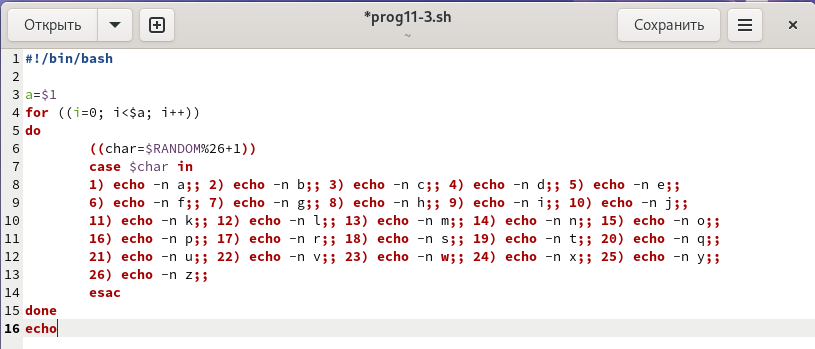 Открыть *prog11-3.sh Сохранить
~
1 #!/bin/bash
2
3 a=$1
4 for ((i=0; i<$a; i++))
5 do
6 ((char=$RANDOM%26+1))
7 case $char in
8 1) echo -n a;; 2) echo -n b;; 3) echo -n c;; 4) echo -n d;; 5) echo -n e;;
9 6) echo -n f;; 7) echo -n g;; 8) echo -n h;; 9) echo -n i;; 10) echo -n j;;
10 11) echo -n k;; 12) echo -n l;; 13) echo -n m;; 14) echo -n n;; 15) echo -n o;;
11 16) echo -n p;; 17) echo -n r;; 18) echo -n s;; 19) echo -n t;; 20) echo -n q;;
12 21) echo -n u;; 22) echo -n v;; 23) echo -n w;; 24) echo -n x;; 25) echo -n y;;
13 26) echo -n z;;
14 esac
15 done
16 echo